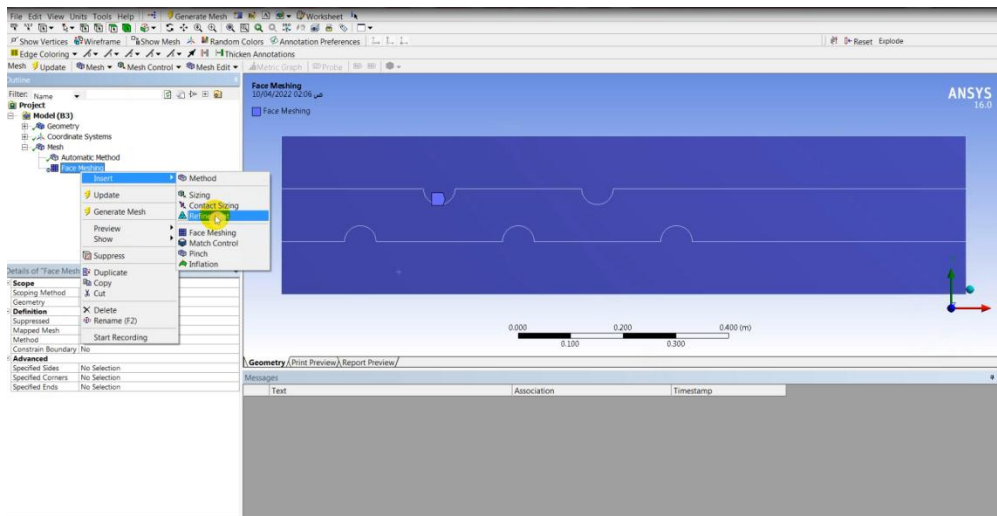 File Edit View Units Tools Help Generate Mesh Worksheet
Show Vertices Wireframe Show Mesh Random Colors Annotation Preferences Reset Explode
Edge Coloring Thicken Annotations
Mesh Update Mesh Mesh Control Mesh Edit Metric Graph Probe
Outline
Filter: Name
Project
Model (B3)
Geometry
Coordinate Systems
Mesh
Automatic Method
Face Meshing
Insert
Update
Generate Mesh
Preview
Show
Suppress
Duplicate
Copy
Cut
Delete
Rename (F2)
Start Recording
Method
Sizing
Contact Sizing
Face Meshing
Match Control
Pinch
Inflation
Details of "Face Mesh
Scope
Scoping Method
Geometry
Definition
Suppressed
Mapped Mesh
Method
Constrain Boundary No
Advanced
Specified Sides No Selection
Specified Corners No Selection
Specified Ends No Selection
Face Meshing
10/04/2022 02:06 ص
Face Meshing
ANSYS
16.0
0.000 0.200 0.400 (m)
0.100 0.300
Geometry Print Preview Report Preview
Messages
Text Association Timestamp